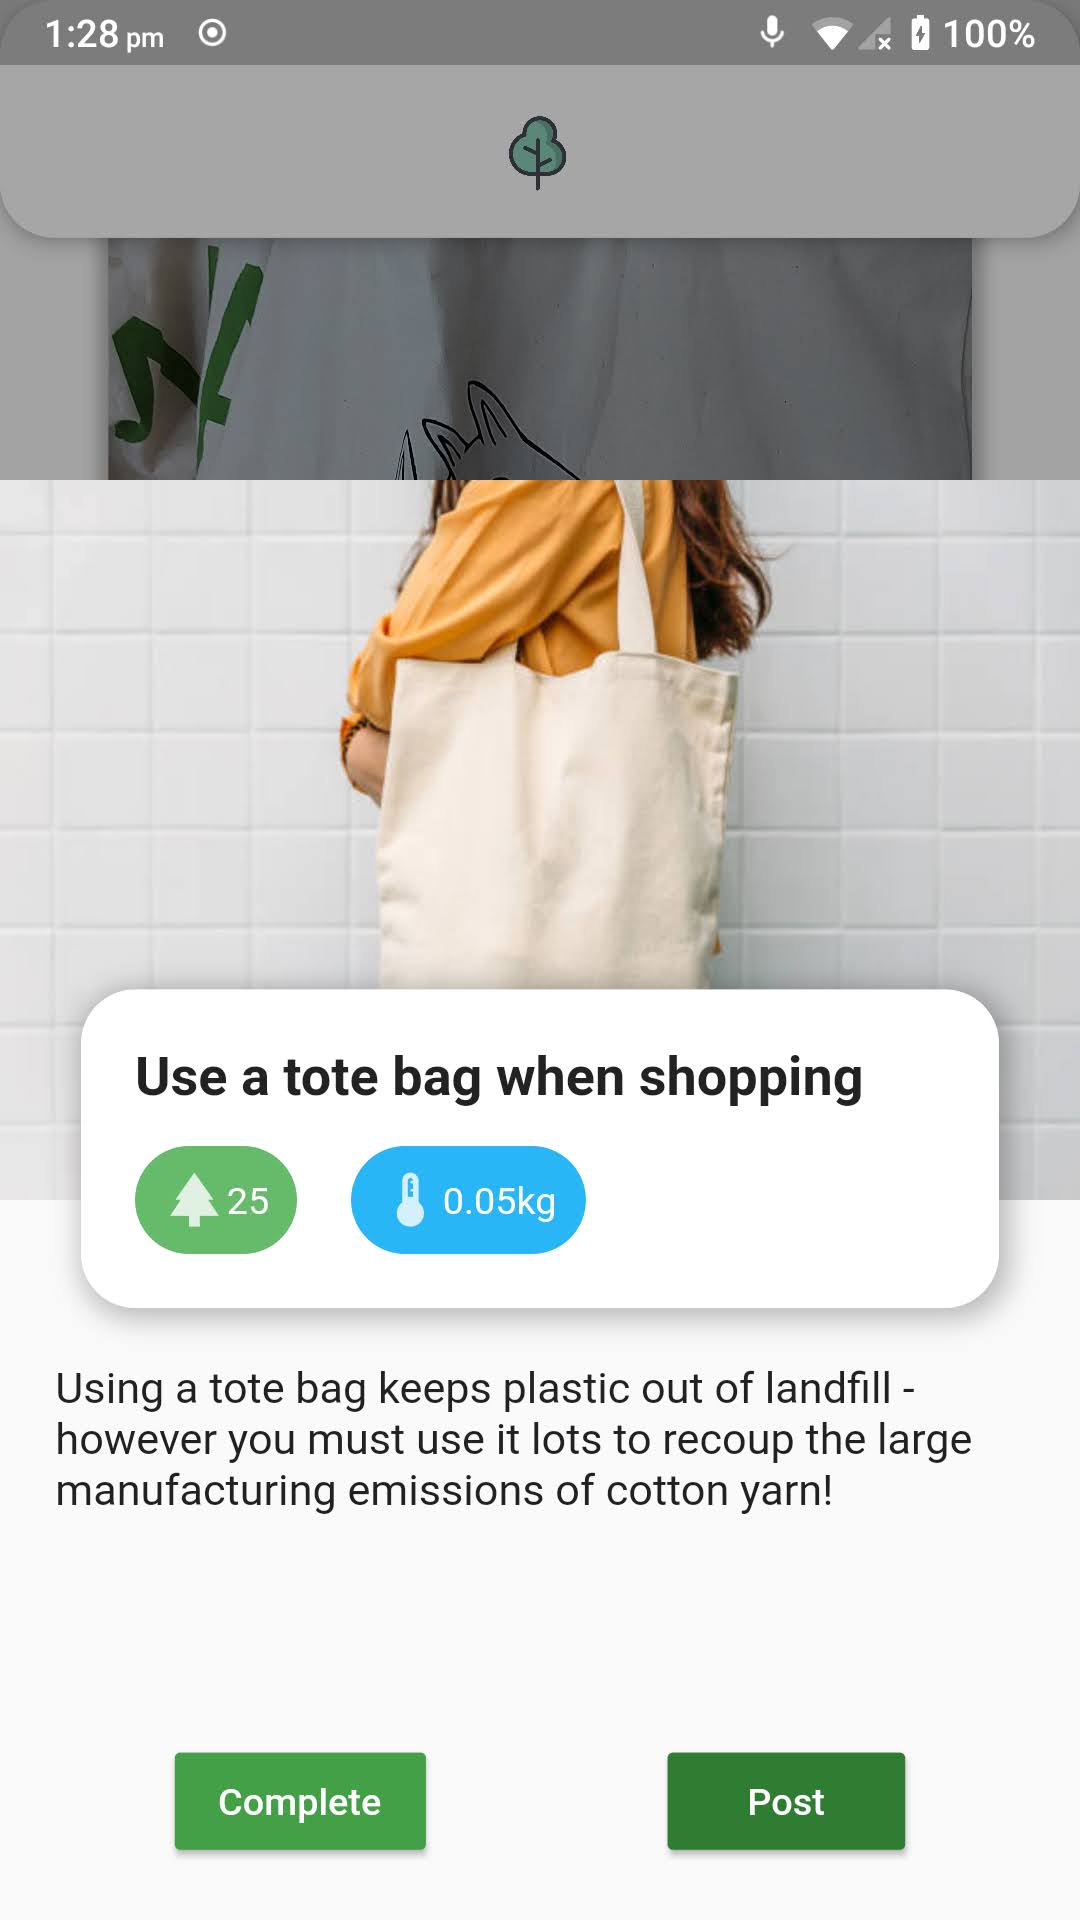 1:28 pm
100%
Use a tote bag when shopping
25
0.05kg
Using a tote bag keeps plastic out of landfill -
however you must use it lots to recoup the large
manufacturing emissions of cotton yarn!
Complete
Post